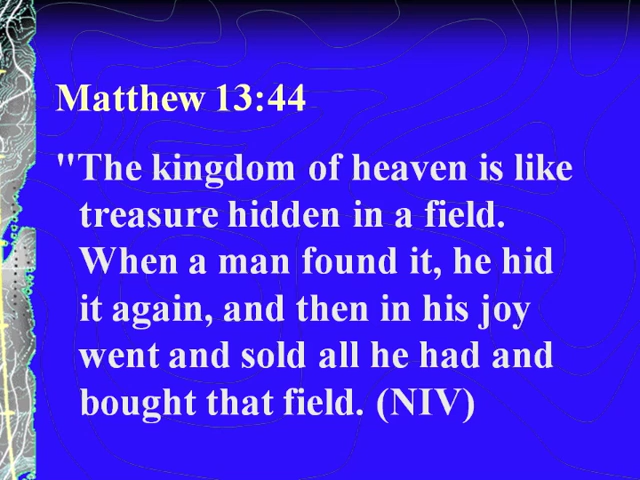 Matthew 13:44
"The kingdom of heaven is like
treasure hidden in a field.
When a man found it, he hid
it again, and then in his joy
went and sold all he had and
bought that field. (NIV)